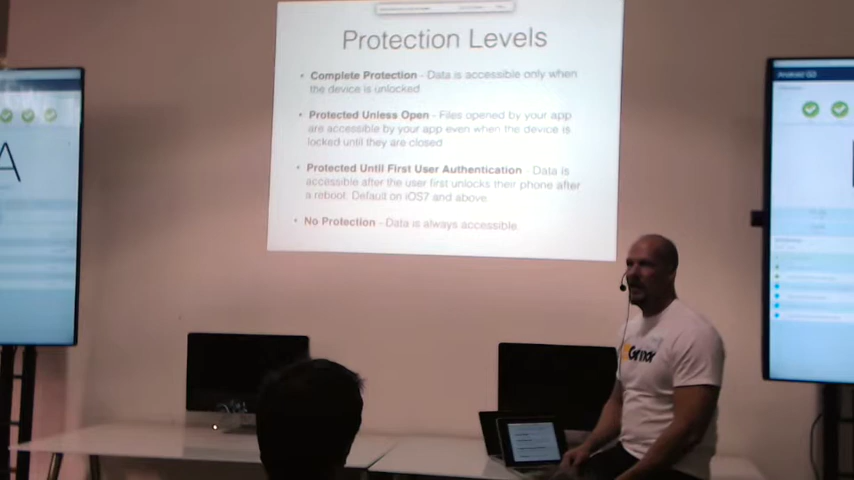 Protection Levels
• Complete Protection - Data is accessible only when
the device is unlocked
• Protected Unless Open - Files opened by your app
are accessible by your app even when the device is
locked until they are closed
• Protected Until First User Authentication - Data is
accessible after the user first unlocks their phone after
a reboot. Default on iOS7 and above.
• No Protection - Data is always accessible
A